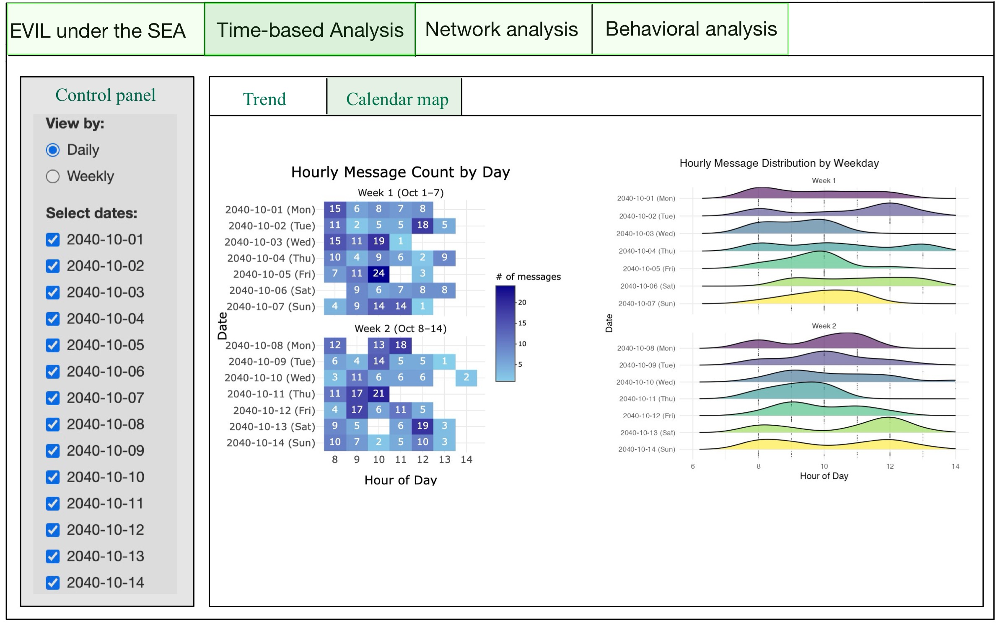 EVIL under the SEA
Time-based Analysis
Network analysis
Behavioral analysis
Control panel
View by:
Daily
Weekly
Select dates:
2040-10-01
2040-10-02
2040-10-03
2040-10-04
2040-10-05
2040-10-06
2040-10-07
2040-10-08
2040-10-09
2040-10-10
2040-10-11
2040-10-12
2040-10-13
2040-10-14
Trend
Calendar map
Hourly Message Count by Day
Week 1 (Oct 1–7)
2040-10-01 (Mon) 15 6 8 7 8
2040-10-02 (Tue) 11 2 5 5 18 5
2040-10-03 (Wed) 15 11 19 1
2040-10-04 (Thu) 10 4 9 6 2 9
2040-10-05 (Fri) 7 11 24 3
2040-10-06 (Sat) 9 6 7 8 8
2040-10-07 (Sun) 4 9 14 14 1
Date
Week 2 (Oct 8–14)
2040-10-08 (Mon) 12 13 18
2040-10-09 (Tue) 6 4 14 5 5 1
2040-10-10 (Wed) 3 11 6 6 6 2
2040-10-11 (Thu) 11 17 21
2040-10-12 (Fri) 4 17 6 11 5
2040-10-13 (Sat) 9 5 6 19 3
2040-10-14 (Sun) 10 7 2 5 10 3
8 9 10 11 12 13 14
Hour of Day
# of messages
20
15
10
5
Hourly Message Distribution by Weekday
Week 1
2040-10-01 (Mon)
2040-10-02 (Tue)
2040-10-03 (Wed)
2040-10-04 (Thu)
2040-10-05 (Fri)
2040-10-06 (Sat)
2040-10-07 (Sun)
Date
Week 2
2040-10-08 (Mon)
2040-10-09 (Tue)
2040-10-10 (Wed)
2040-10-11 (Thu)
2040-10-12 (Fri)
2040-10-13 (Sat)
2040-10-14 (Sun)
6 8 10 12 14
Hour of Day